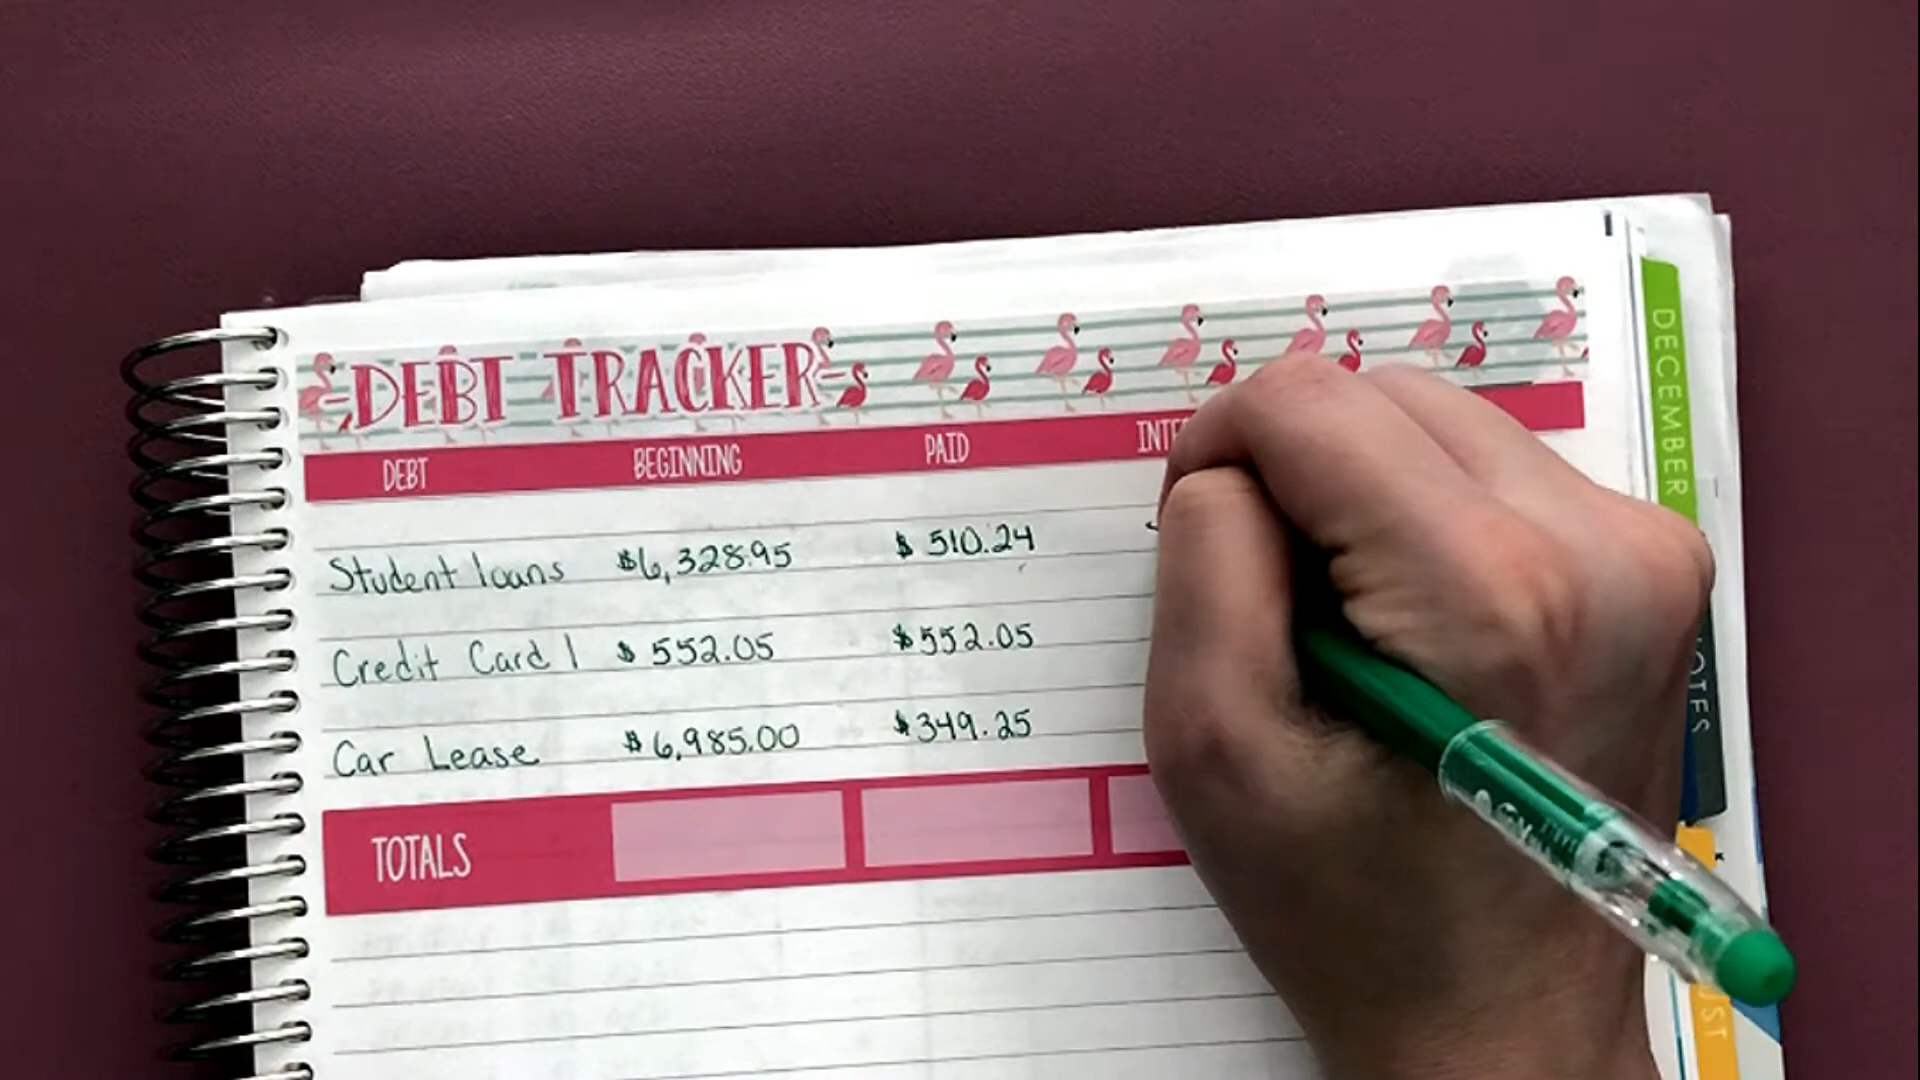 -DEBT TRACKER-
DEBT BEGINNING PAID
Student loans $6,328.95 $ 510.24
Credit Card 1 $ 552.05 $552.05
Car Lease $6,985.00 $349.25
TOTALS
DECEMBER
NOTES